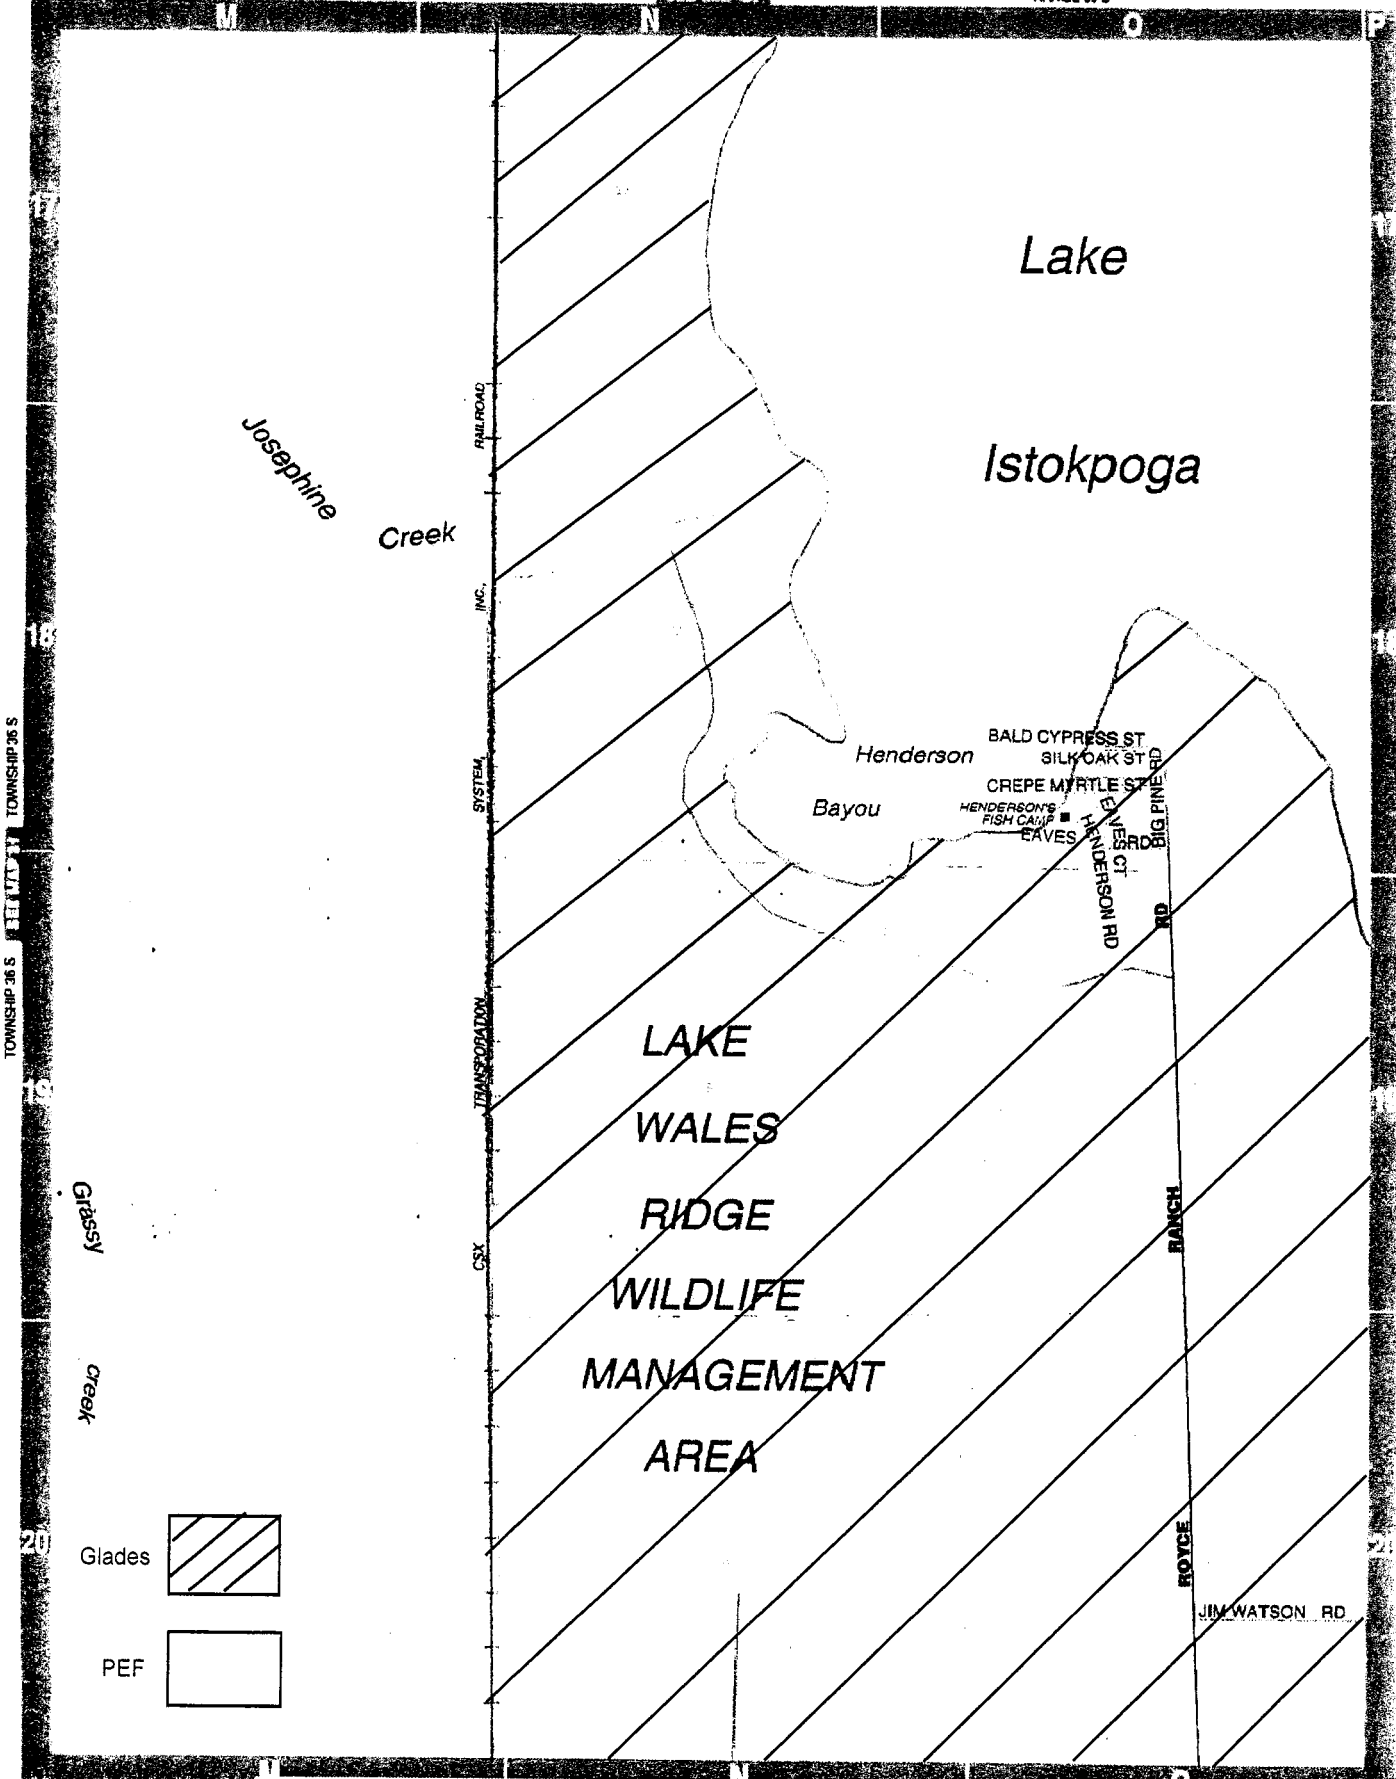 M
N
O
P
17
Lake
Istokpoga
Josephine
Creek
RAILROAD
INC.,
SYSTEM,
TRANSPORATION
CSX
18
TOWNSHIP 36 S
TOWNSHIP 36 S
Henderson
Bayou
BALD CYPRESS ST
SILK OAK ST
CREPE MYRTLE ST
HENDERSON'S
FISH CAMP
EAVES RD
EAVES CT
HENDERSON RD
BIG PINE RD
RD
RANCH
ROYCE
19
LAKE
WALES
RIDGE
WILDLIFE
MANAGEMENT
AREA
Grassy
creek
20
Glades
PEF
JIM WATSON RD